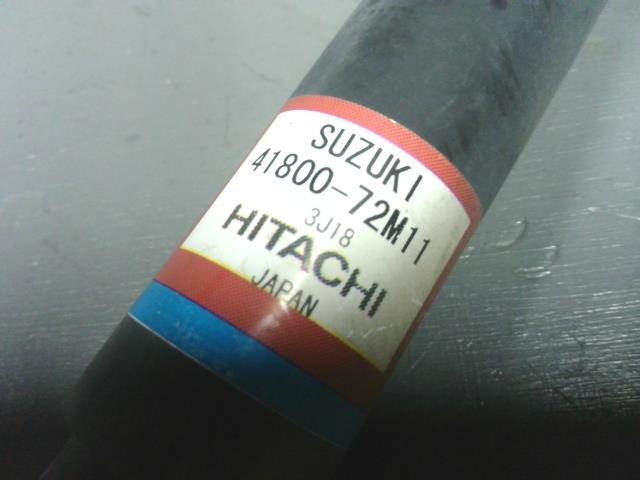 SUZUKI
41800-72M11
3J18
HITACHI
JAPAN